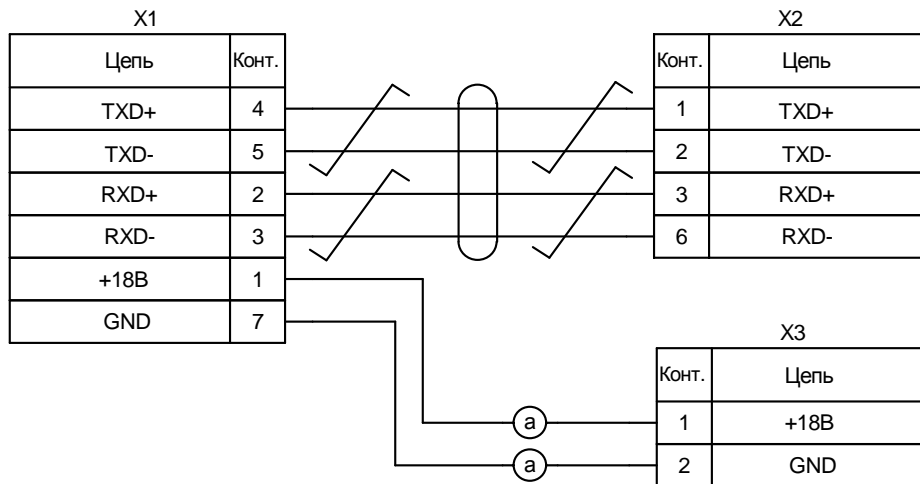 X1
Цепь Конт.
TXD+ 4
TXD- 5
RXD+ 2
RXD- 3
+18В 1
GND 7
X2
Конт. Цепь
1 TXD+
2 TXD-
3 RXD+
6 RXD-
X3
Конт. Цепь
a 1 +18В
a 2 GND